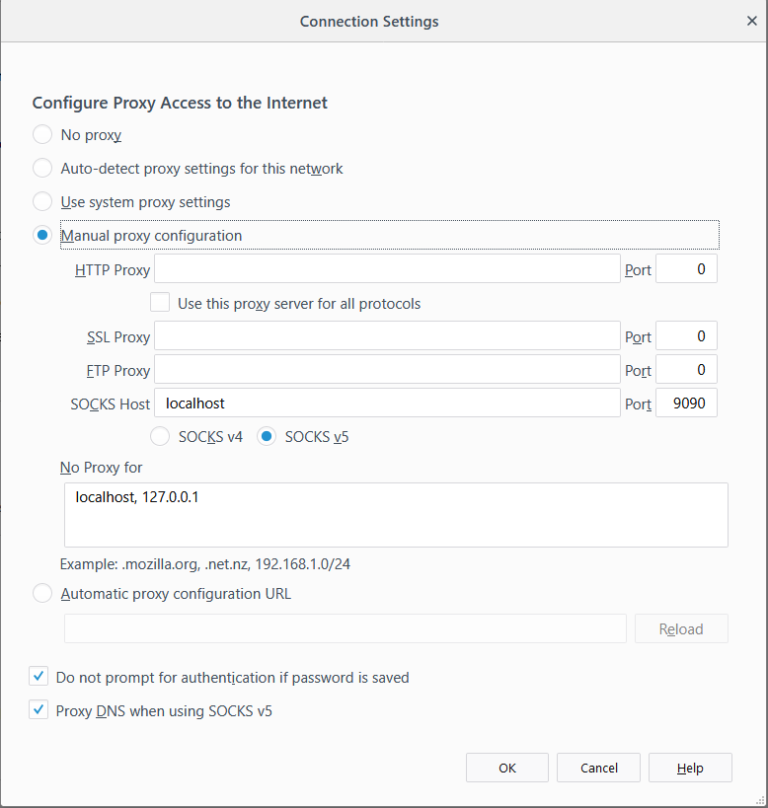 Connection Settings
Configure Proxy Access to the Internet
No proxy
Auto-detect proxy settings for this network
Use system proxy settings
Manual proxy configuration
HTTP Proxy Port 0
Use this proxy server for all protocols
SSL Proxy Port 0
FTP Proxy Port 0
SOCKS Host localhost Port 9090
SOCKS v4 SOCKS v5
No Proxy for
localhost, 127.0.0.1
Example: .mozilla.org, .net.nz, 192.168.1.0/24
Automatic proxy configuration URL
Reload
Do not prompt for authentication if password is saved
Proxy DNS when using SOCKS v5
OK Cancel Help